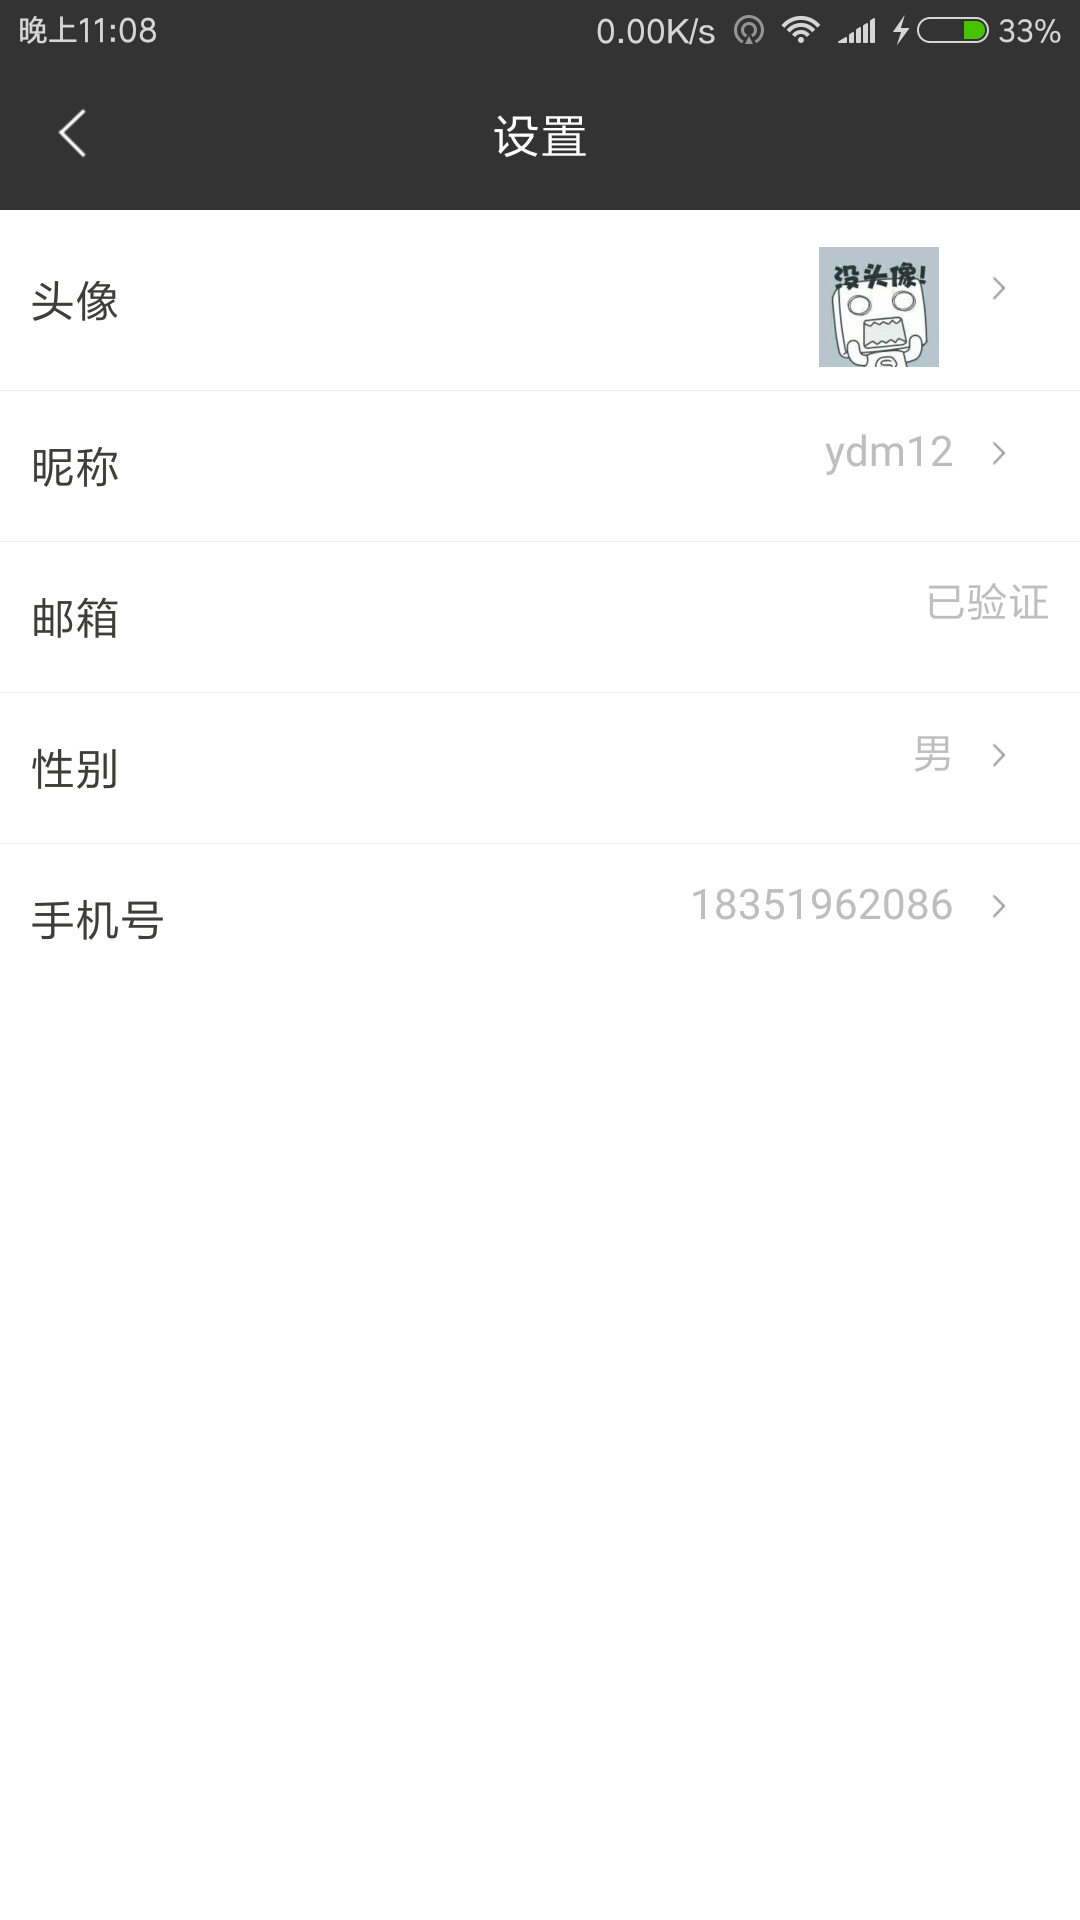 晚上11:08 0.00K/s 33%
设置
头像 没头像!
昵称 ydm12
邮箱 已验证
性别 男
手机号 18351962086